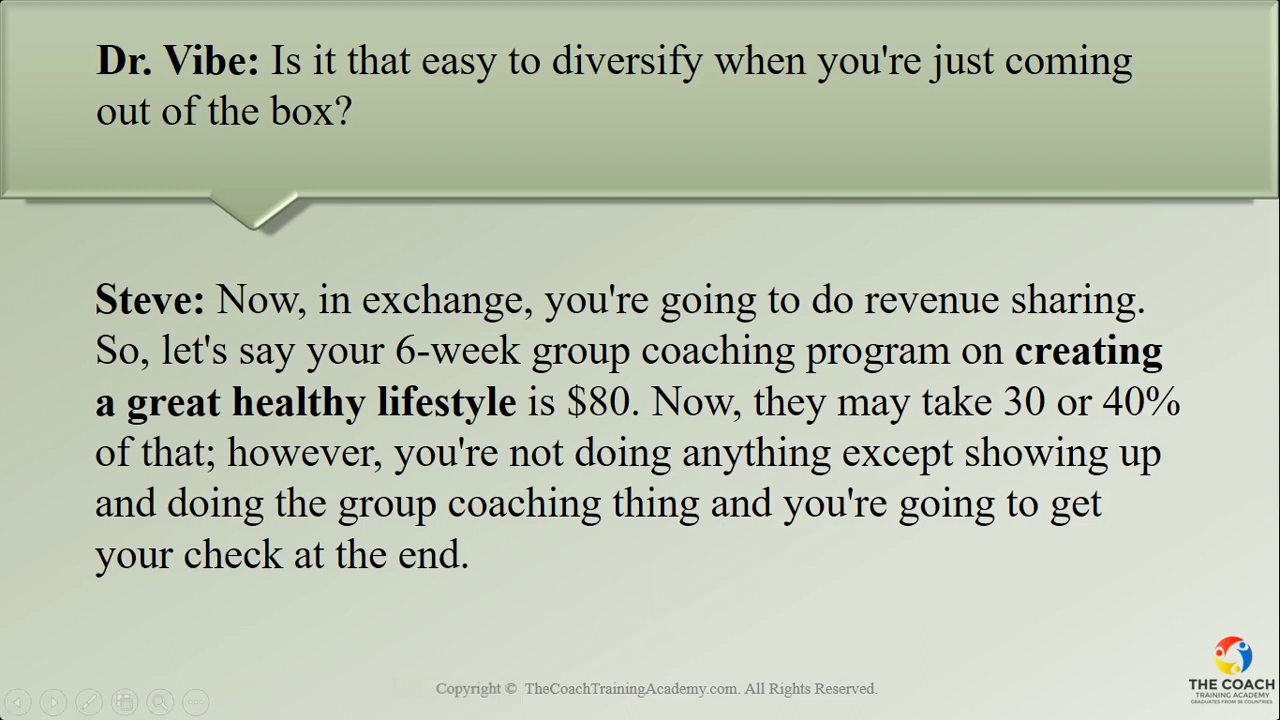 Dr. Vibe: Is it that easy to diversify when you're just coming
out of the box?
Steve: Now, in exchange, you're going to do revenue sharing.
So, let's say your 6-week group coaching program on creating
a great healthy lifestyle is $80. Now, they may take 30 or 40%
of that; however, you're not doing anything except showing up
and doing the group coaching thing and you're going to get
your check at the end.
Copyright © TheCoachTrainingAcademy.com. All Rights Reserved.
THE COACH
TRAINING ACADEMY
GRADUATES FROM 36 COUNTRIES